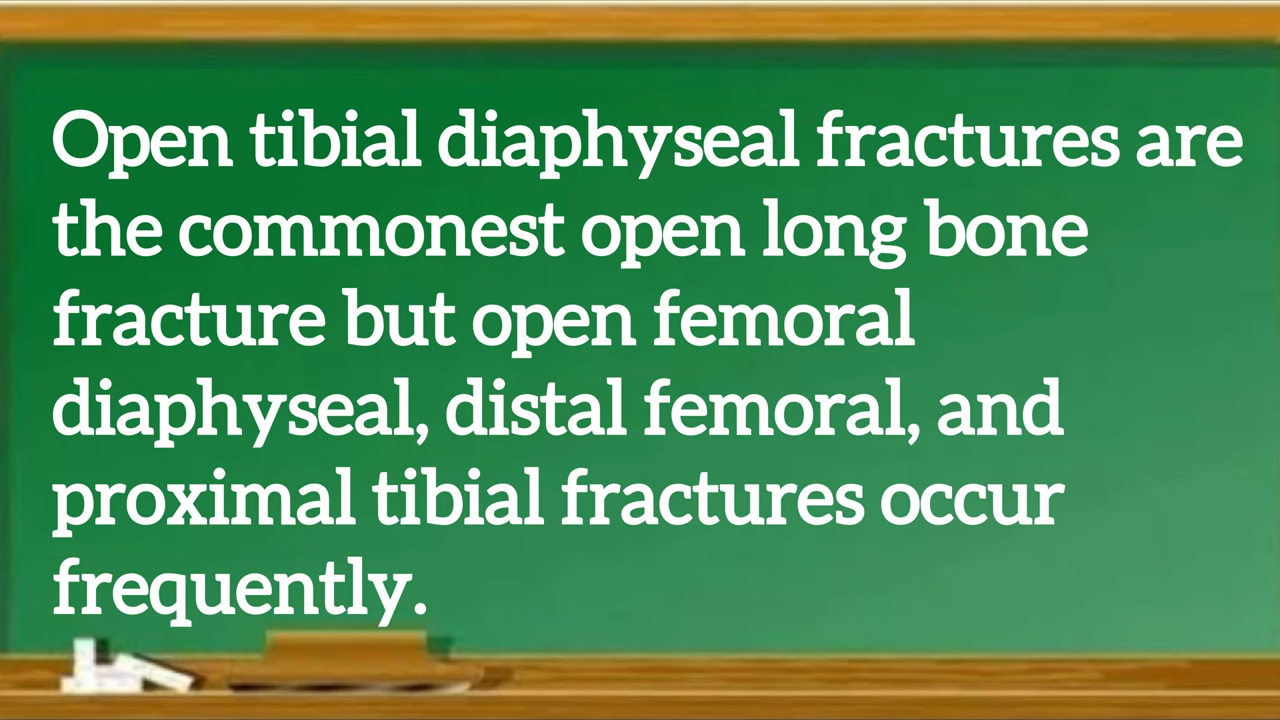 Open tibial diaphyseal fractures are
the commonest open long bone
fracture but open femoral
diaphyseal, distal femoral, and
proximal tibial fractures occur
frequently.